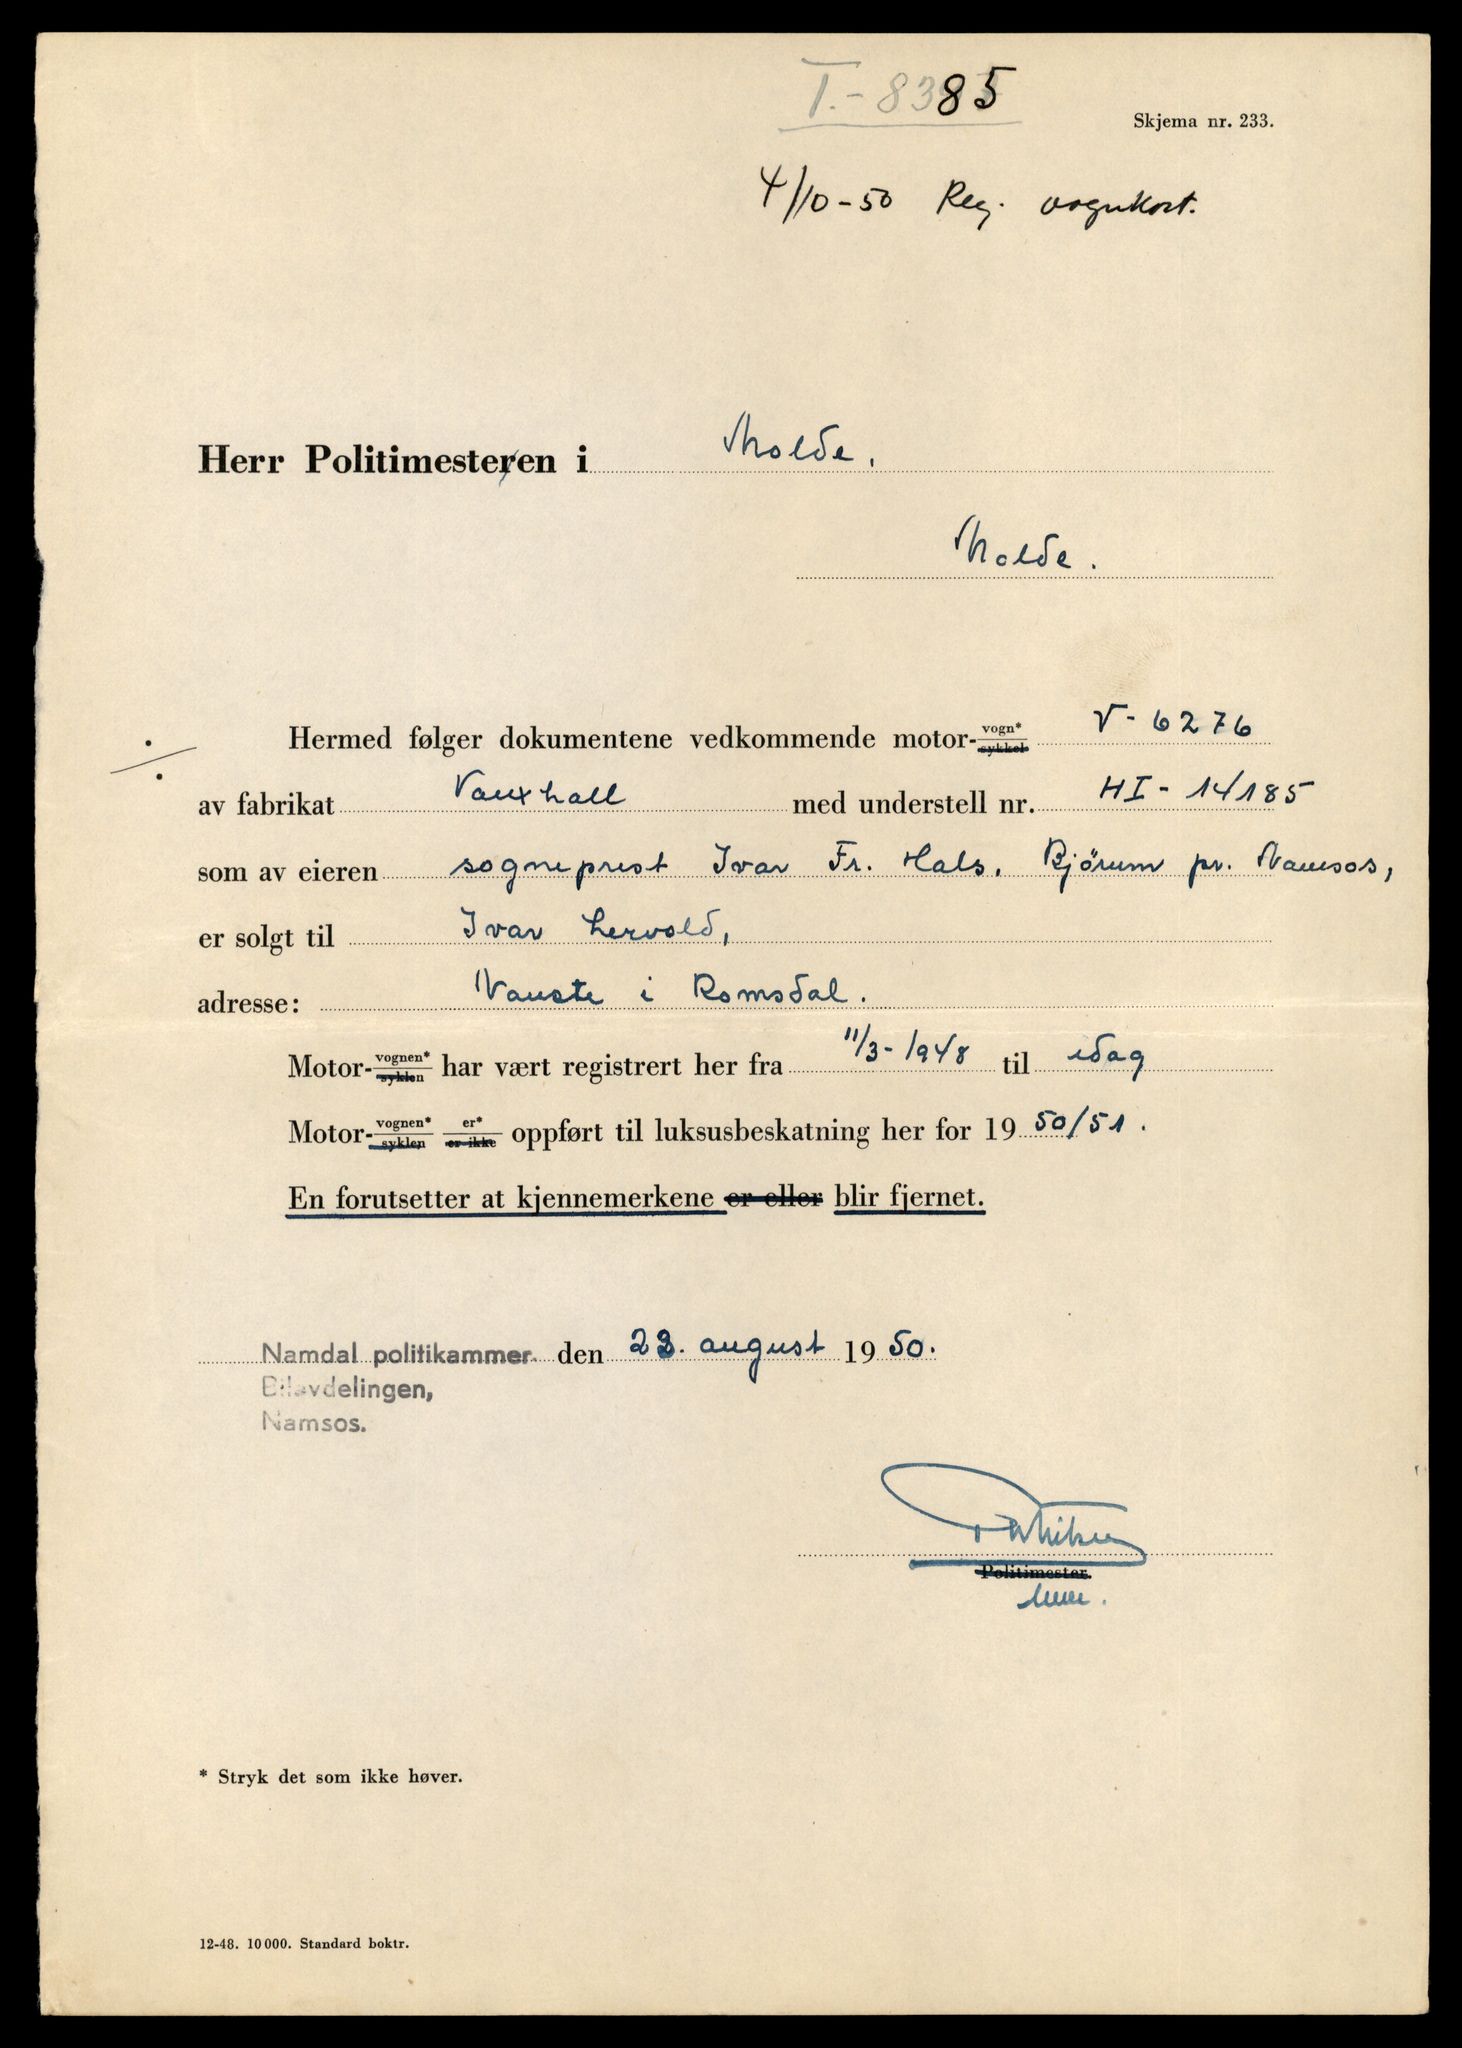 T.-8385
Skjema nr. 233.
4/10-50 Reg. vognkort.
Herr Politimesteren i Molde.
Molde.
Hermed følger dokumentene vedkommende motor-vogn*/sykkel V-6276
av fabrikat Vauxhall med understell nr. HI-14185
som av eieren sogneprest Ivar Fr. Hals. Bjørum pr. Namsos,
er solgt til Ivar Lervold,
adresse: Nauste i Romsdal.
Motor-vognen*/syklen har vært registrert her fra 11/3-1948 til idag
Motor-vognen*/syklen er*/er ikke oppført til luksusbeskatning her for 1950/51.
En forutsetter at kjennemerkene er eller blir fjernet.
Namdal politikammer den 23. august 1950.
Bilavdelingen,
Namsos.
Politimester.
* Stryk det som ikke høver.
12-48. 10 000. Standard boktr.